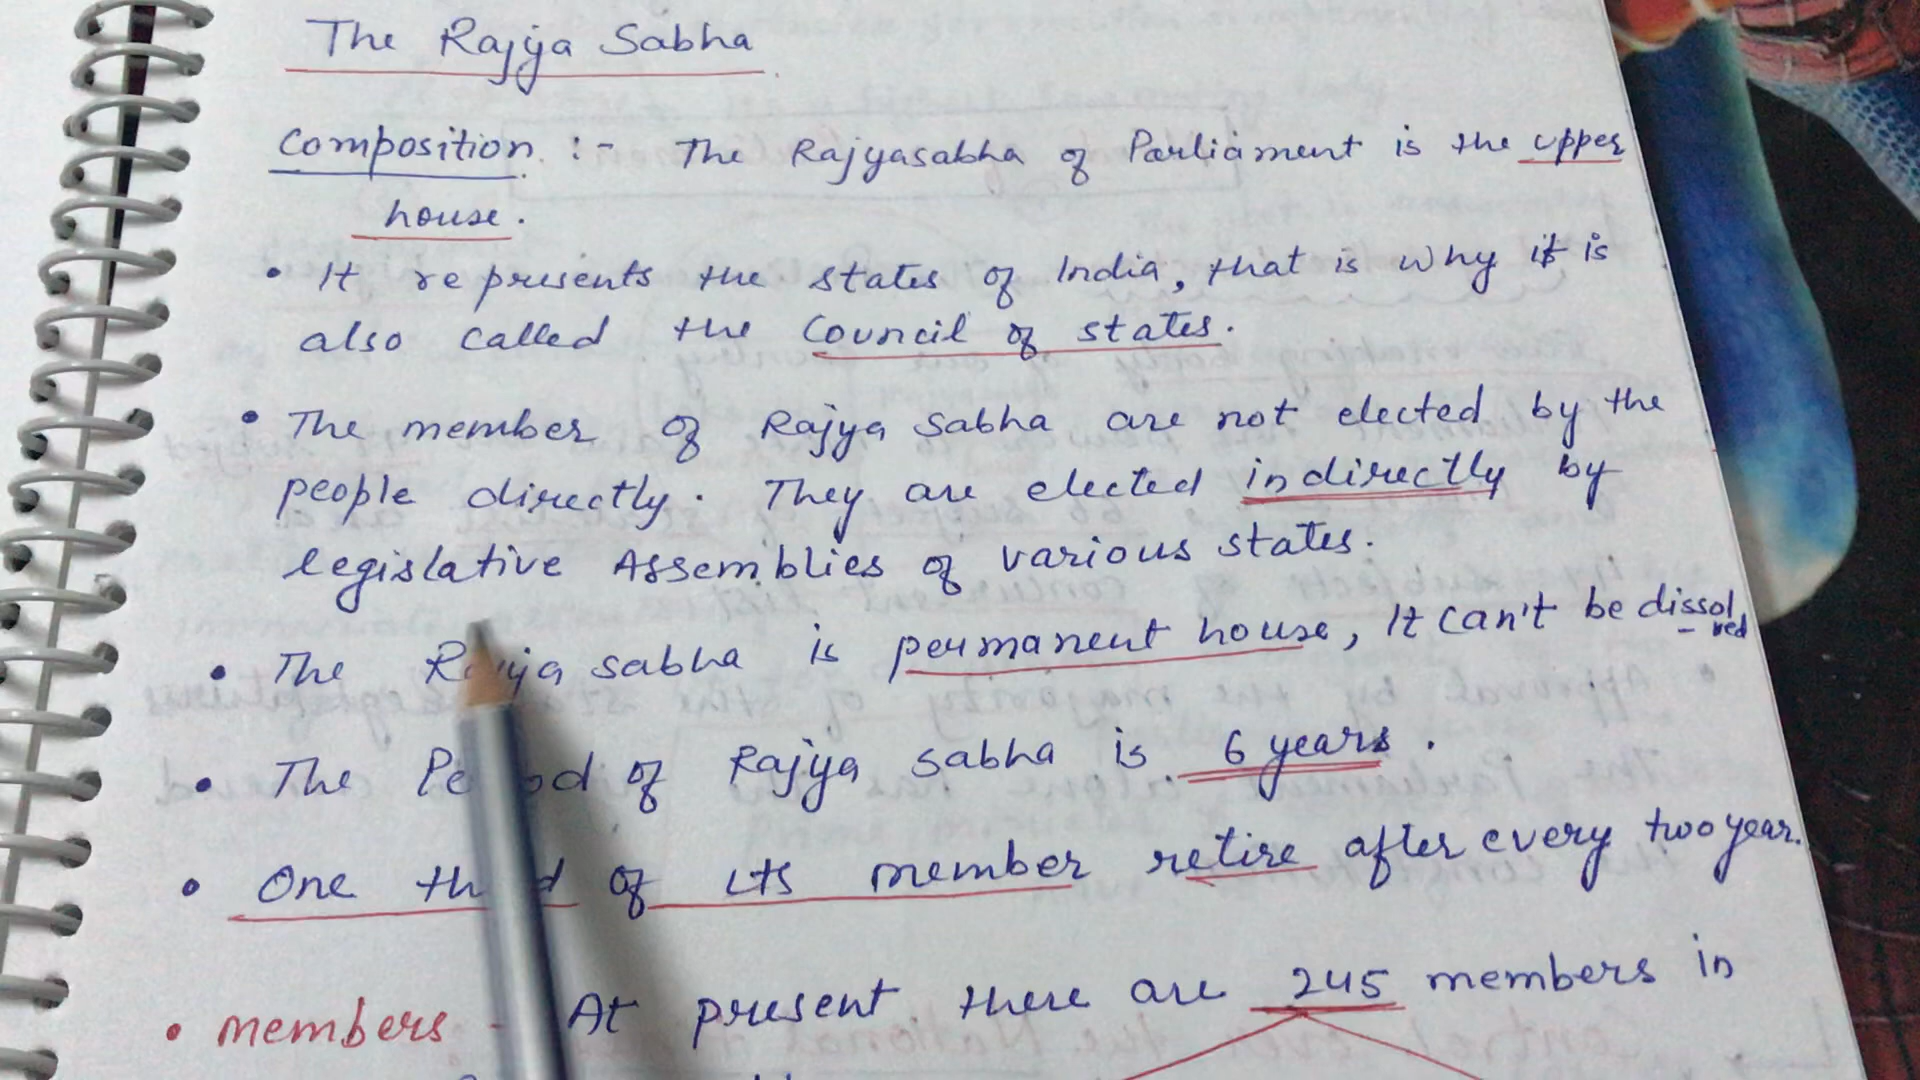 The Rajya Sabha
Composition :- The Rajyasabha of Parliament is the upper
house.
• It represents the states of India, that is why it is
also called the Council of states.
• The member of Rajya Sabha are not elected by the
people directly. They are elected indirectly by
legislative Assemblies of various states.
• The Rajya sabha is permanent house, It can't be dissolved
• The Period of Rajya sabha is 6 years.
• One third of its member retire after every two year.
• members - At present there are 245 members in